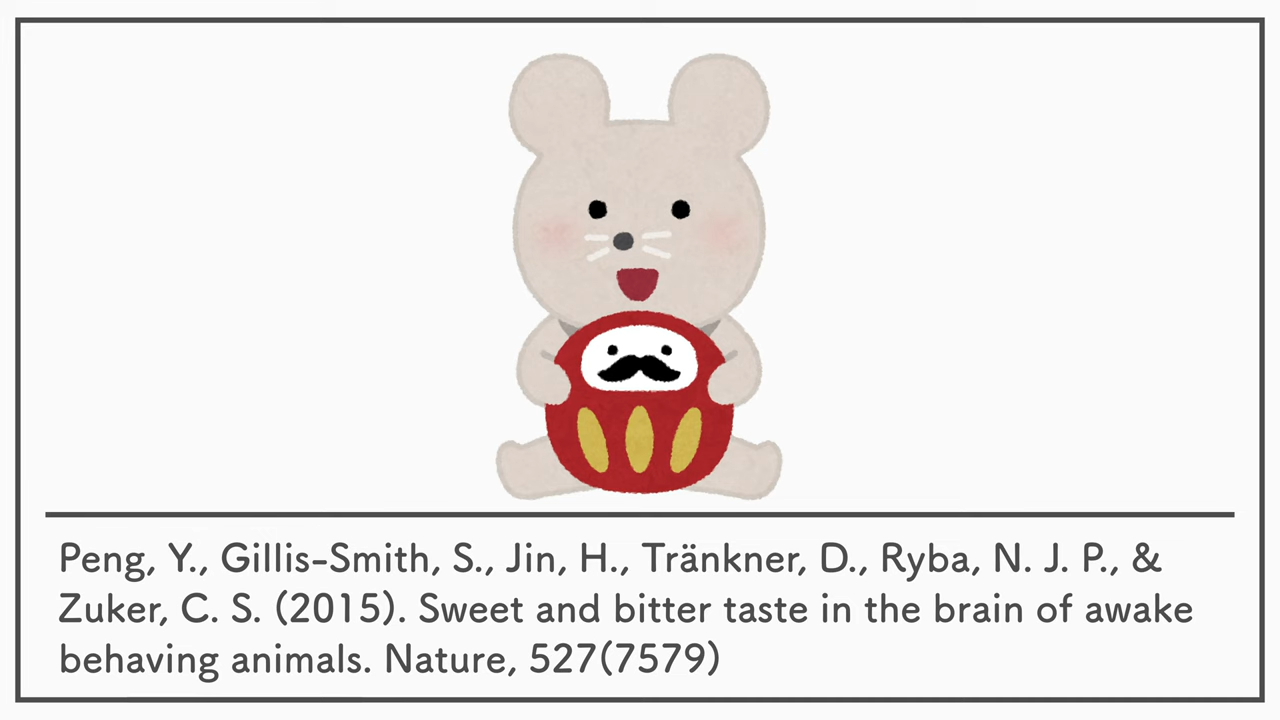 Peng, Y., Gillis-Smith, S., Jin, H., Tränkner, D., Ryba, N. J. P., &
Zuker, C. S. (2015). Sweet and bitter taste in the brain of awake
behaving animals. Nature, 527(7579)